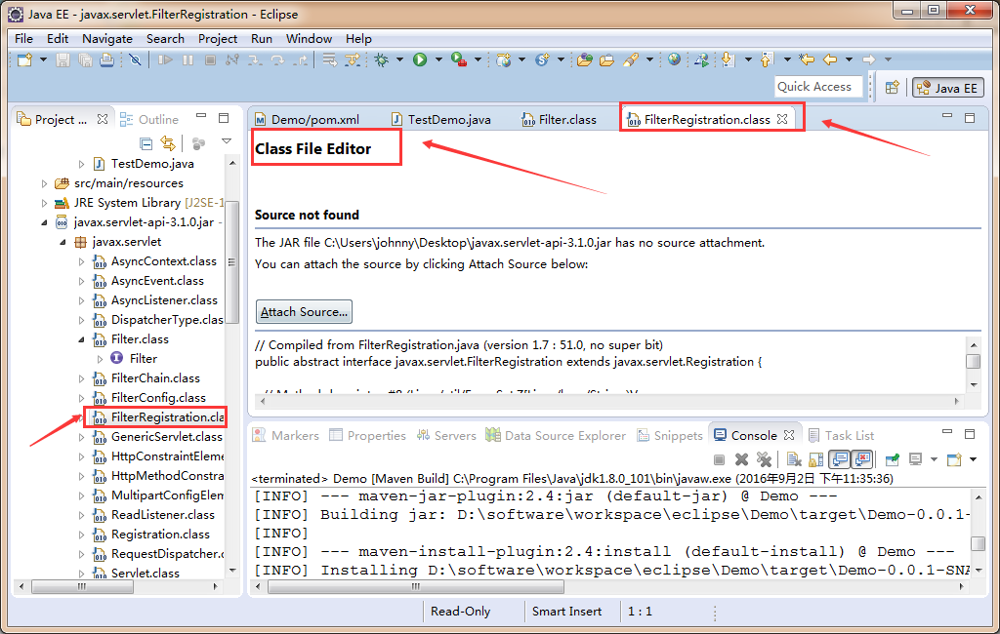 Java EE - javax.servlet.FilterRegistration - Eclipse
File Edit Navigate Search Project Run Window Help
Quick Access
Java EE
Project ...
Outline
TestDemo.java
src/main/resources
JRE System Library [J2SE-1
javax.servlet-api-3.1.0.jar -
javax.servlet
AsyncContext.class
AsyncEvent.class
AsyncListener.class
DispatcherType.clas
Filter.class
Filter
FilterChain.class
FilterConfig.class
FilterRegistration.cla
GenericServlet.class
HttpConstraintEleme
HttpMethodConstra
MultipartConfigElem
ReadListener.class
Registration.class
RequestDispatcher.c
Servlet.class
Demo/pom.xml
TestDemo.java
Filter.class
FilterRegistration.class
Class File Editor
Source not found
The JAR file C:\Users\johnny\Desktop\javax.servlet-api-3.1.0.jar has no source attachment.
You can attach the source by clicking Attach Source below:
Attach Source...
// Compiled from FilterRegistration.java (version 1.7 : 51.0, no super bit)
public abstract interface javax.servlet.FilterRegistration extends javax.servlet.Registration {
Markers
Properties
Servers
Data Source Explorer
Snippets
Console
Task List
<terminated> Demo [Maven Build] C:\Program Files\Java\jdk1.8.0_101\bin\javaw.exe (2016年9月2日 下午11:35:36)
[INFO] --- maven-jar-plugin:2.4:jar (default-jar) @ Demo ---
[INFO] Building jar: D:\software\workspace\eclipse\Demo\target\Demo-0.0.1-
[INFO]
[INFO] --- maven-install-plugin:2.4:install (default-install) @ Demo ---
[INFO] Installing D:\software\workspace\eclipse\Demo\target\Demo-0.0.1-SNA
Read-Only
Smart Insert
1 : 1